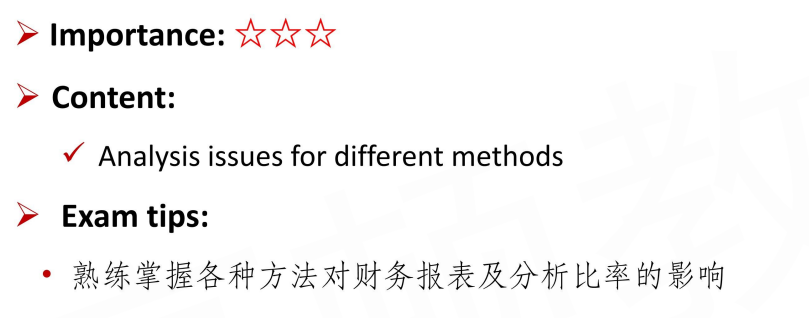 ➢ Importance: ☆☆☆
➢ Content:
✓ Analysis issues for different methods
➢ Exam tips:
• 熟练掌握各种方法对财务报表及分析比率的影响